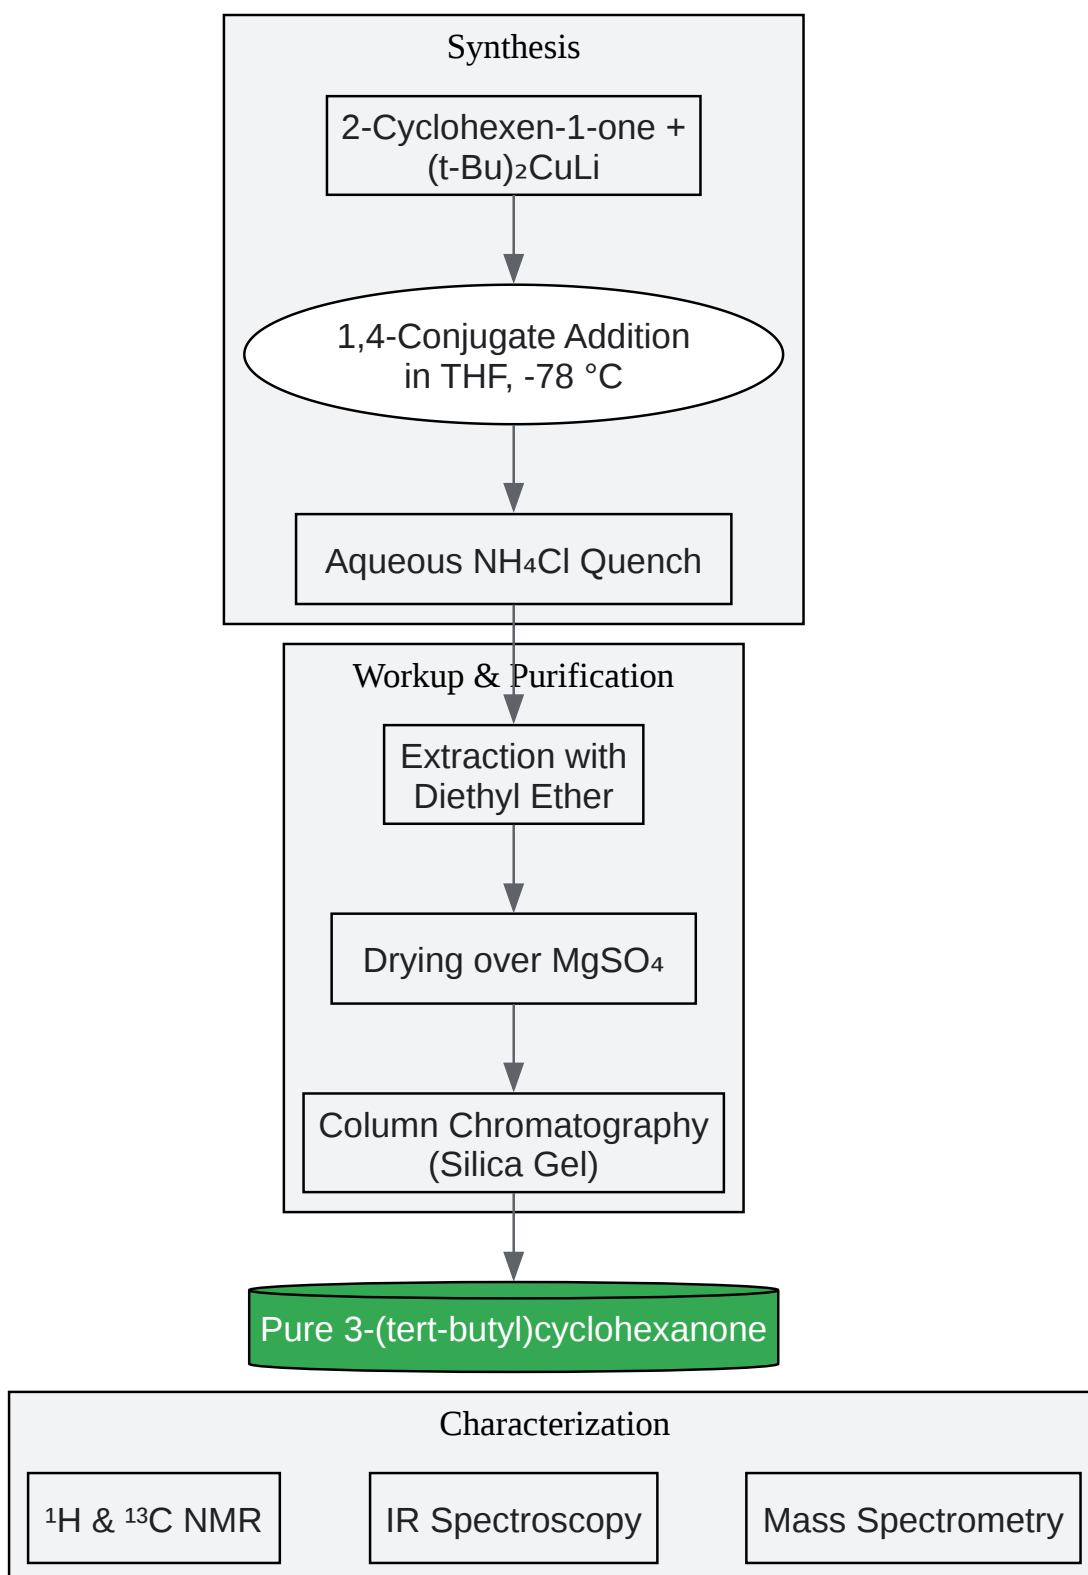 Synthesis
2-Cyclohexen-1-one +
(t-Bu)₂CuLi
1,4-Conjugate Addition
in THF, -78 °C
Aqueous NH₄Cl Quench
Workup & Purification
Extraction with
Diethyl Ether
Drying over MgSO₄
Column Chromatography
(Silica Gel)
Pure 3-(tert-butyl)cyclohexanone
Characterization
¹H & ¹³C NMR
IR Spectroscopy
Mass Spectrometry